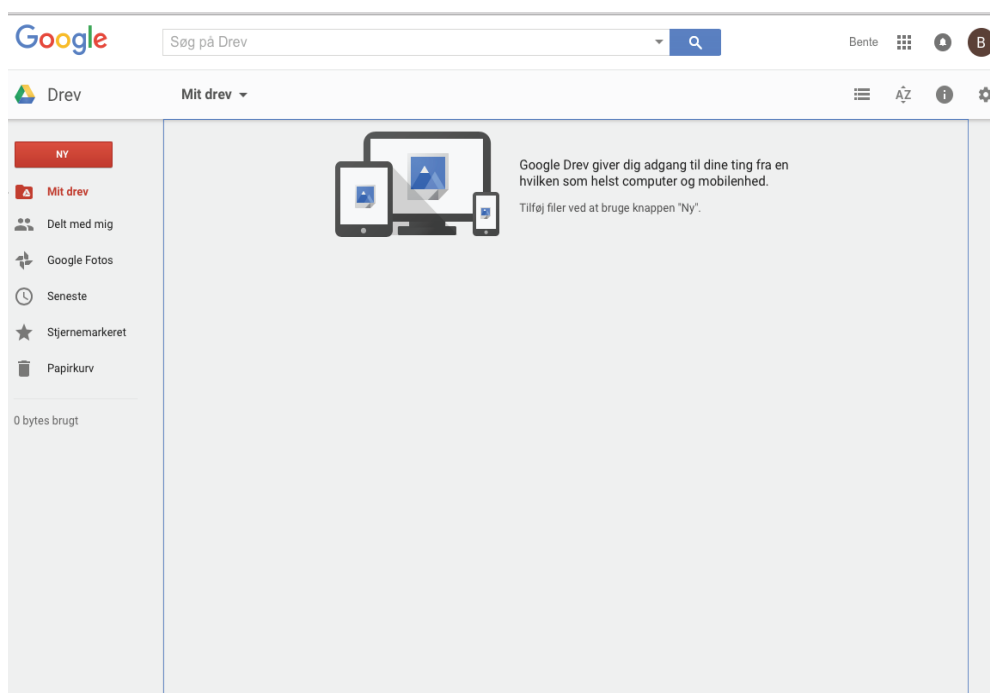 Google
Søg på Drev
Bente
B
Drev
Mit drev
AZ
NY
Mit drev
Delt med mig
Google Fotos
Seneste
Stjernemarkeret
Papirkurv
0 bytes brugt
Google Drev giver dig adgang til dine ting fra en
hvilken som helst computer og mobilenhed.
Tilføj filer ved at bruge knappen "Ny".